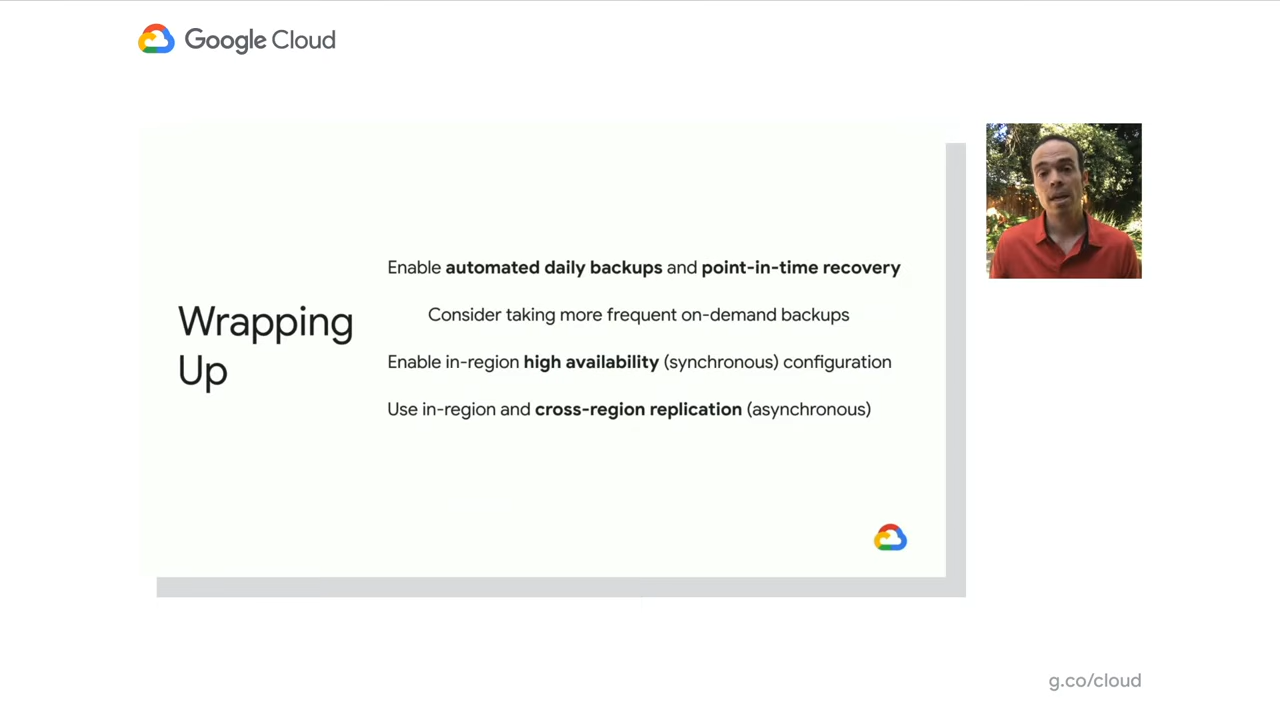 Google Cloud
Wrapping
Up
Enable automated daily backups and point-in-time recovery
Consider taking more frequent on-demand backups
Enable in-region high availability (synchronous) configuration
Use in-region and cross-region replication (asynchronous)
g.co/cloud